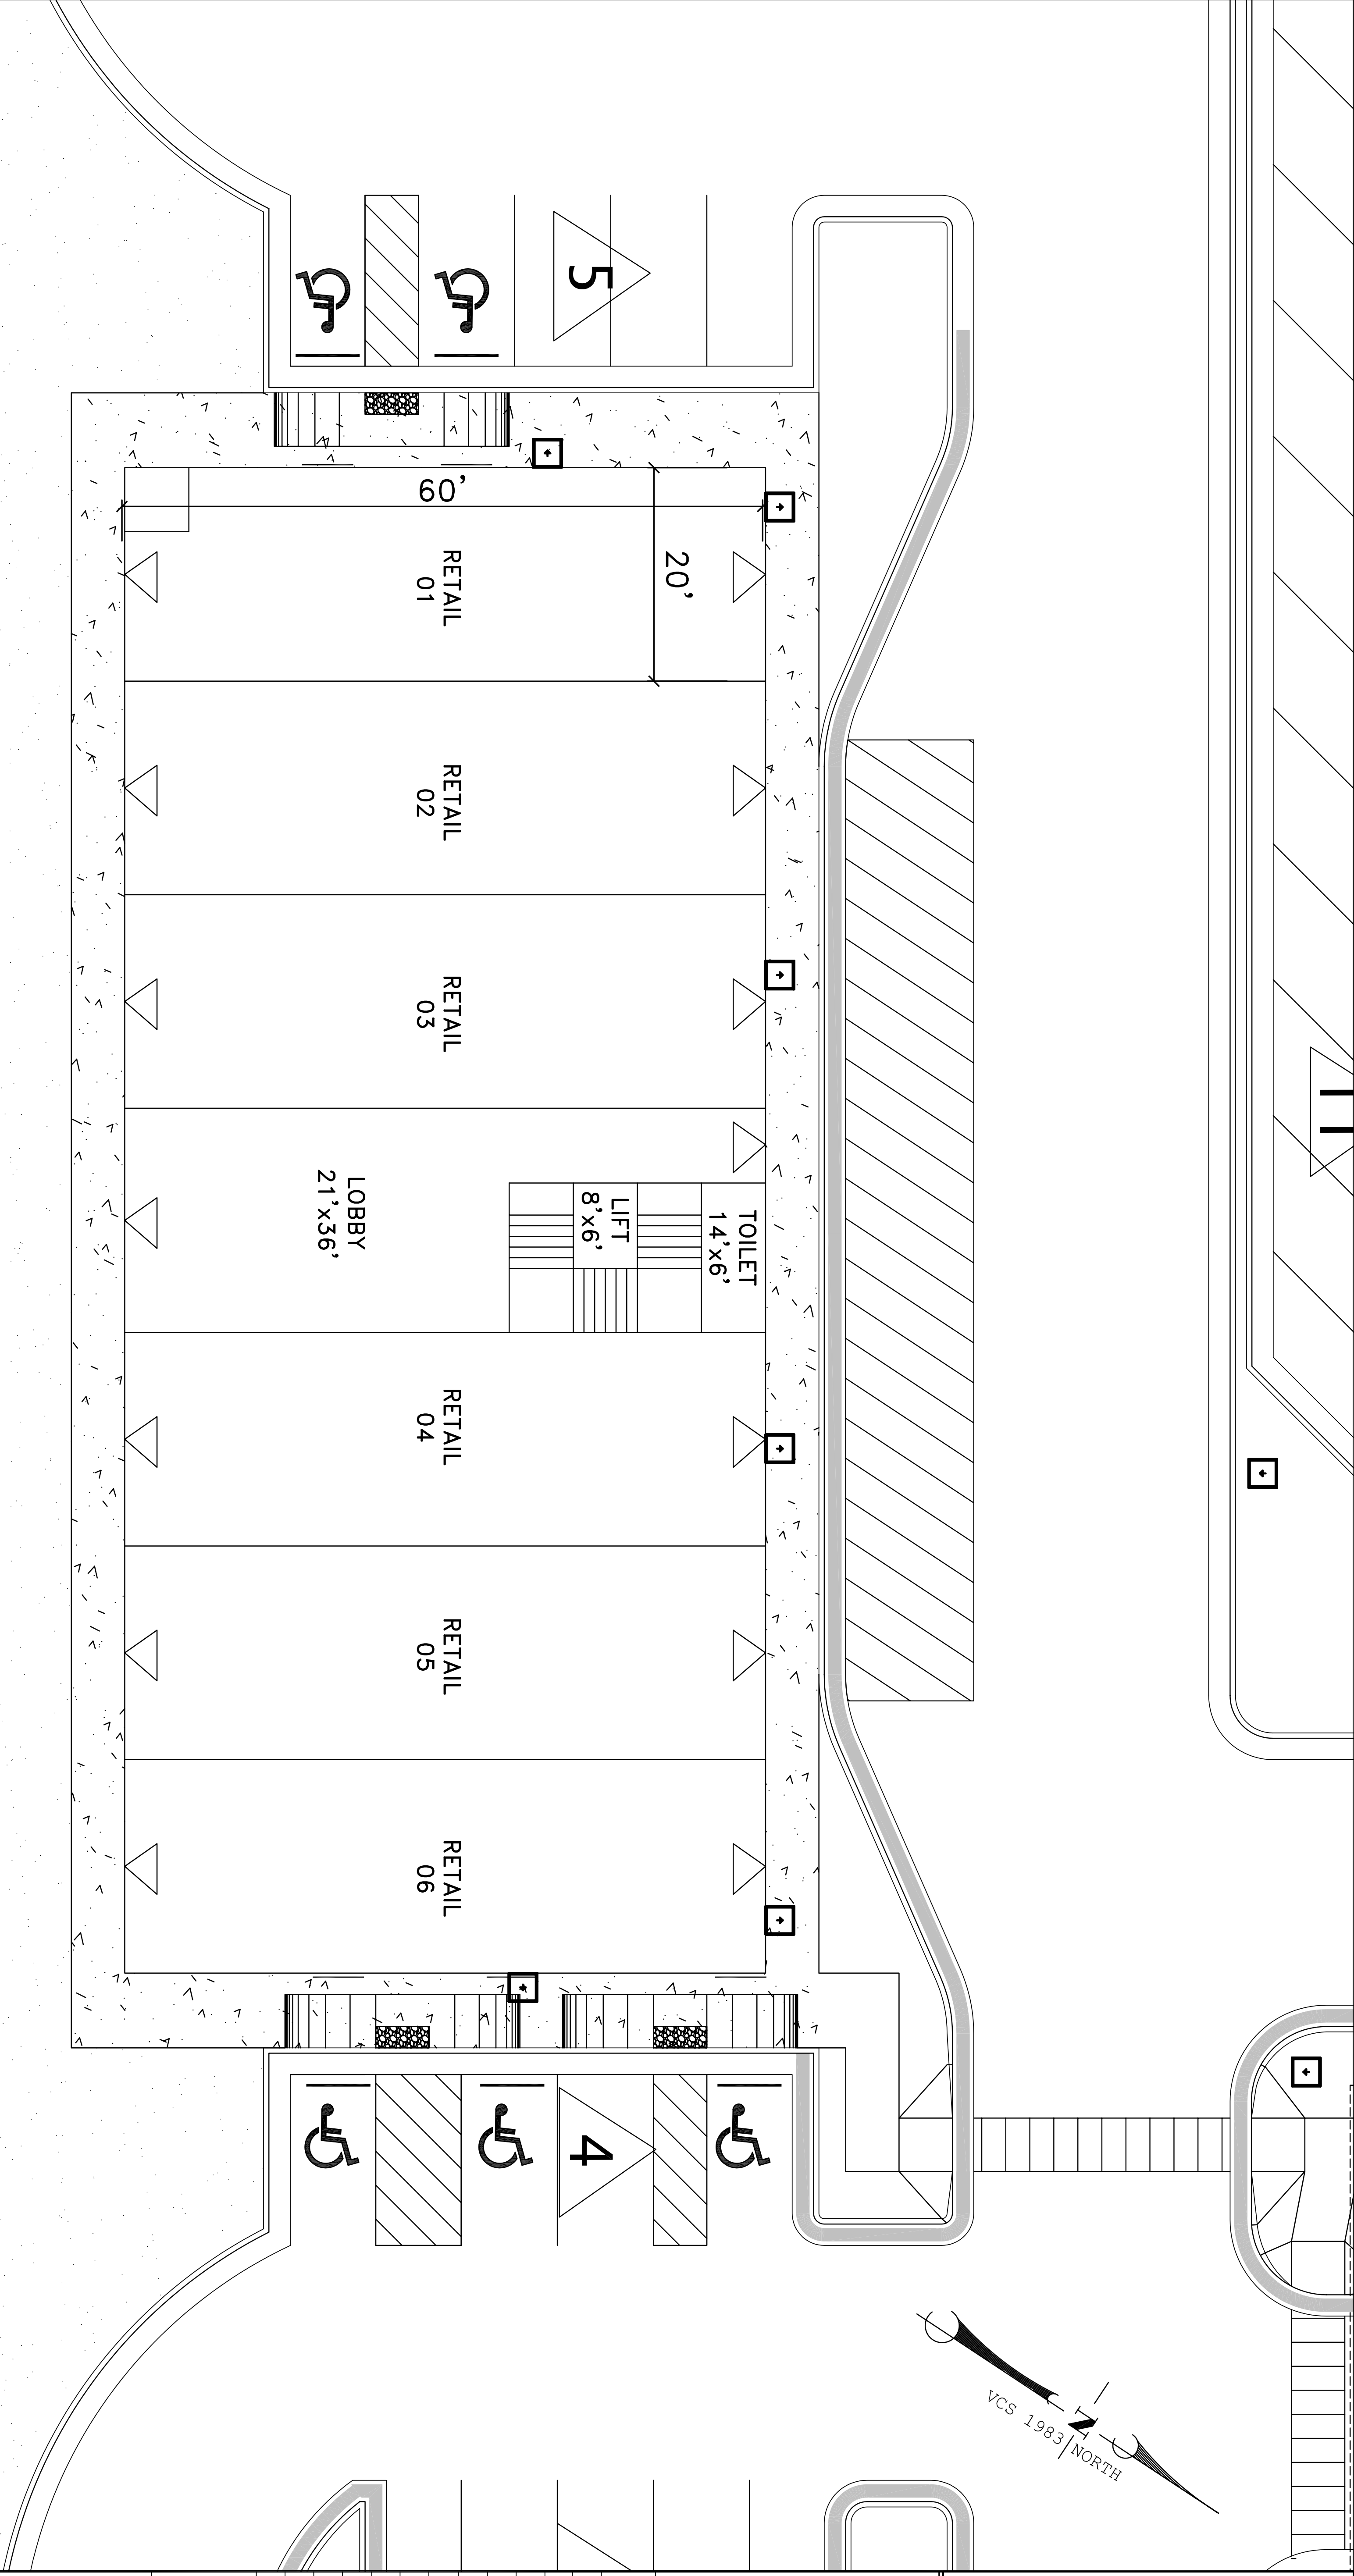 5
60'
20'
RETAIL
01
RETAIL
02
RETAIL
03
11
LOBBY
21'x36'
LIFT
8'x6'
TOILET
14'x6'
RETAIL
04
RETAIL
05
RETAIL
06
4
N
VCS 1983 NORTH